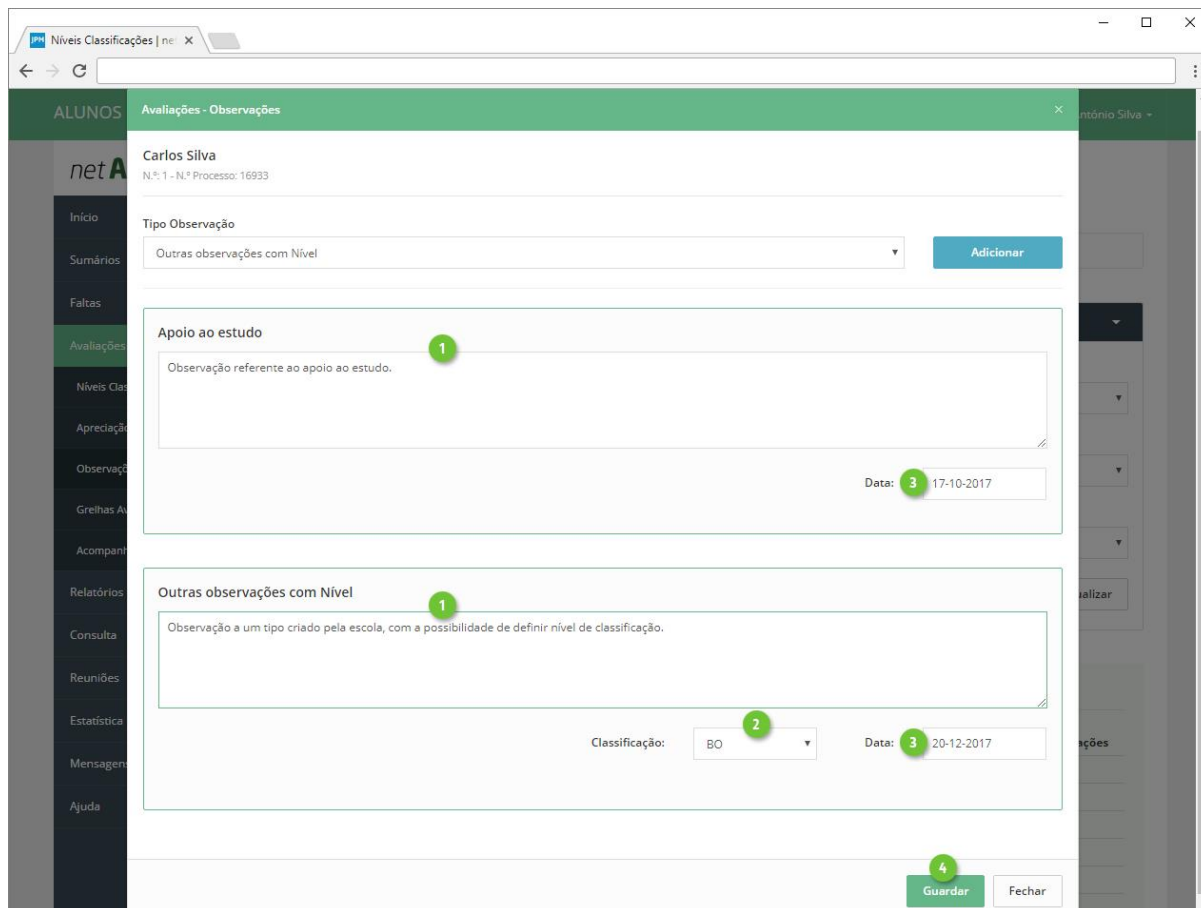 JPM Níveis Classificações | ne
ALUNOS
Avaliações - Observações
António Silva
net A
Carlos Silva
N.º: 1 - N.º Processo: 16933
Início
Sumários
Faltas
Avaliações
Níveis Clas
Apreciação
Observaçõ
Grelhas Av
Acompanh
Relatórios
Consulta
Reuniões
Estatística
Mensagens
Ajuda
Tipo Observação
Outras observações com Nível
Adicionar
Apoio ao estudo
1
Observação referente ao apoio ao estudo.
Data: 3 17-10-2017
Outras observações com Nível
1
Observação a um tipo criado pela escola, com a possibilidade de definir nível de classificação.
2
Classificação: BO Data: 3 20-12-2017
ualizar
ações
4
Guardar Fechar